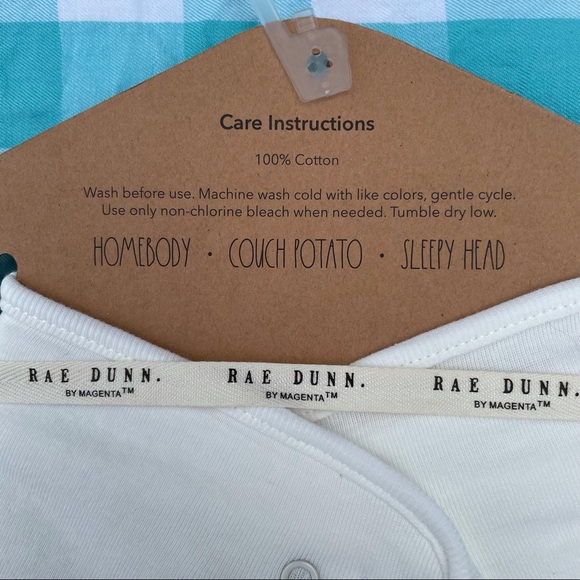 Care Instructions
100% Cotton
Wash before use. Machine wash cold with like colors, gentle cycle.
Use only non-chlorine bleach when needed. Tumble dry low.
HOMEBODY • COUCH POTATO • SLEEPY HEAD
RAE DUNN. RAE DUNN. RAE DUNN.
BY MAGENTA™ BY MAGENTA™ BY MAGENTA™